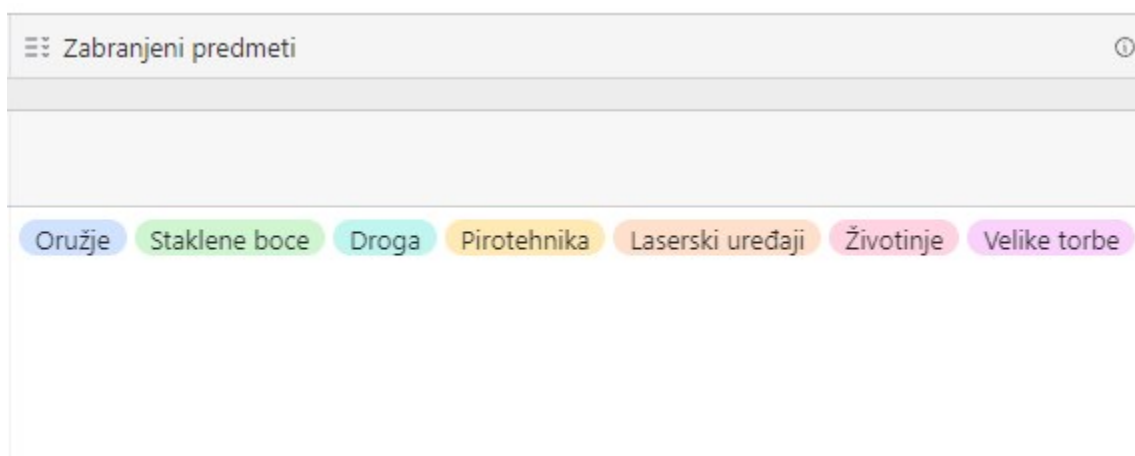 Zabranjeni predmeti
Oružje Staklene boce Droga Pirotehnika Laserski uređaji Životinje Velike torbe